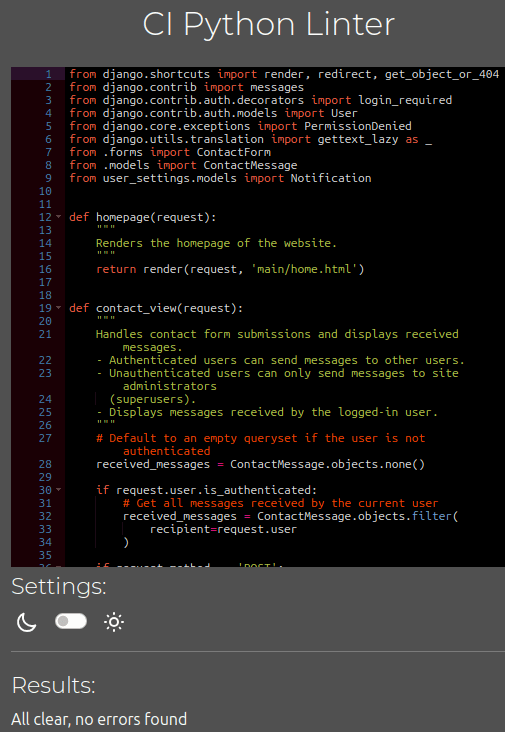 CI Python Linter
1 from django.shortcuts import render, redirect, get_object_or_404
2 from django.contrib import messages
3 from django.contrib.auth.decorators import login_required
4 from django.contrib.auth.models import User
5 from django.core.exceptions import PermissionDenied
6 from django.utils.translation import gettext_lazy as _
7 from .forms import ContactForm
8 from .models import ContactMessage
9 from user_settings.models import Notification
10
11
12 def homepage(request):
13     """
14     Renders the homepage of the website.
15     """
16     return render(request, 'main/home.html')
17
18
19 def contact_view(request):
20     """
21     Handles contact form submissions and displays received
messages.
22     - Authenticated users can send messages to other users.
23     - Unauthenticated users can only send messages to site
administrators
24       (superusers).
25     - Displays messages received by the logged-in user.
26     """
27     # Default to an empty queryset if the user is not
authenticated
28     received_messages = ContactMessage.objects.none()
29
30     if request.user.is_authenticated:
31         # Get all messages received by the current user
32         received_messages = ContactMessage.objects.filter(
33             recipient=request.user
34         )
35
36     if request.method == 'POST':
Settings:
Results:
All clear, no errors found